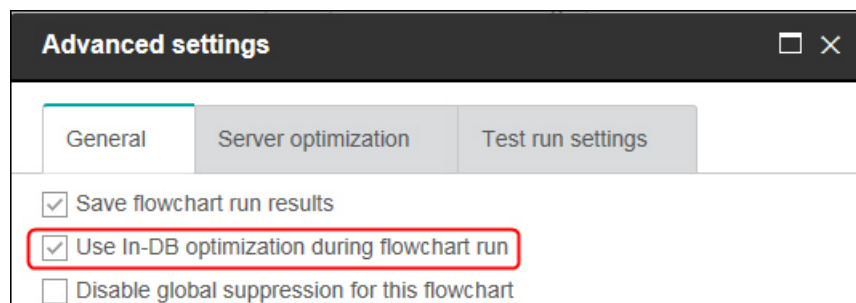 Advanced settings
General Server optimization Test run settings
Save flowchart run results
Use In-DB optimization during flowchart run
Disable global suppression for this flowchart